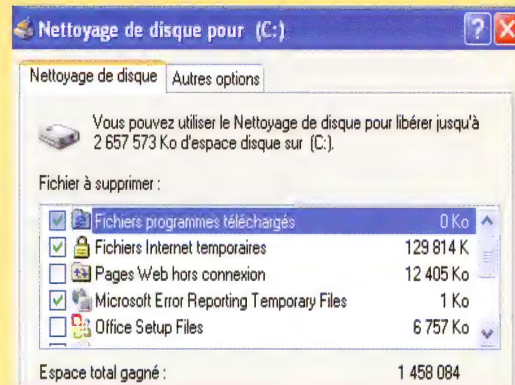 Nettoyage de disque pour (C:)
Nettoyage de disque
Autres options
Vous pouvez utiliser le Nettoyage de disque pour libérer jusqu'à
2 657 573 Ko d'espace disque sur (C:).
Fichier à supprimer :
Fichiers programmes téléchargés 0 Ko
Fichiers Internet temporaires 129 814 K
Pages Web hors connexion 12 405 Ko
Microsoft Error Reporting Temporary Files 1 Ko
Office Setup Files 6 757 Ko
Espace total gagné : 1 458 084